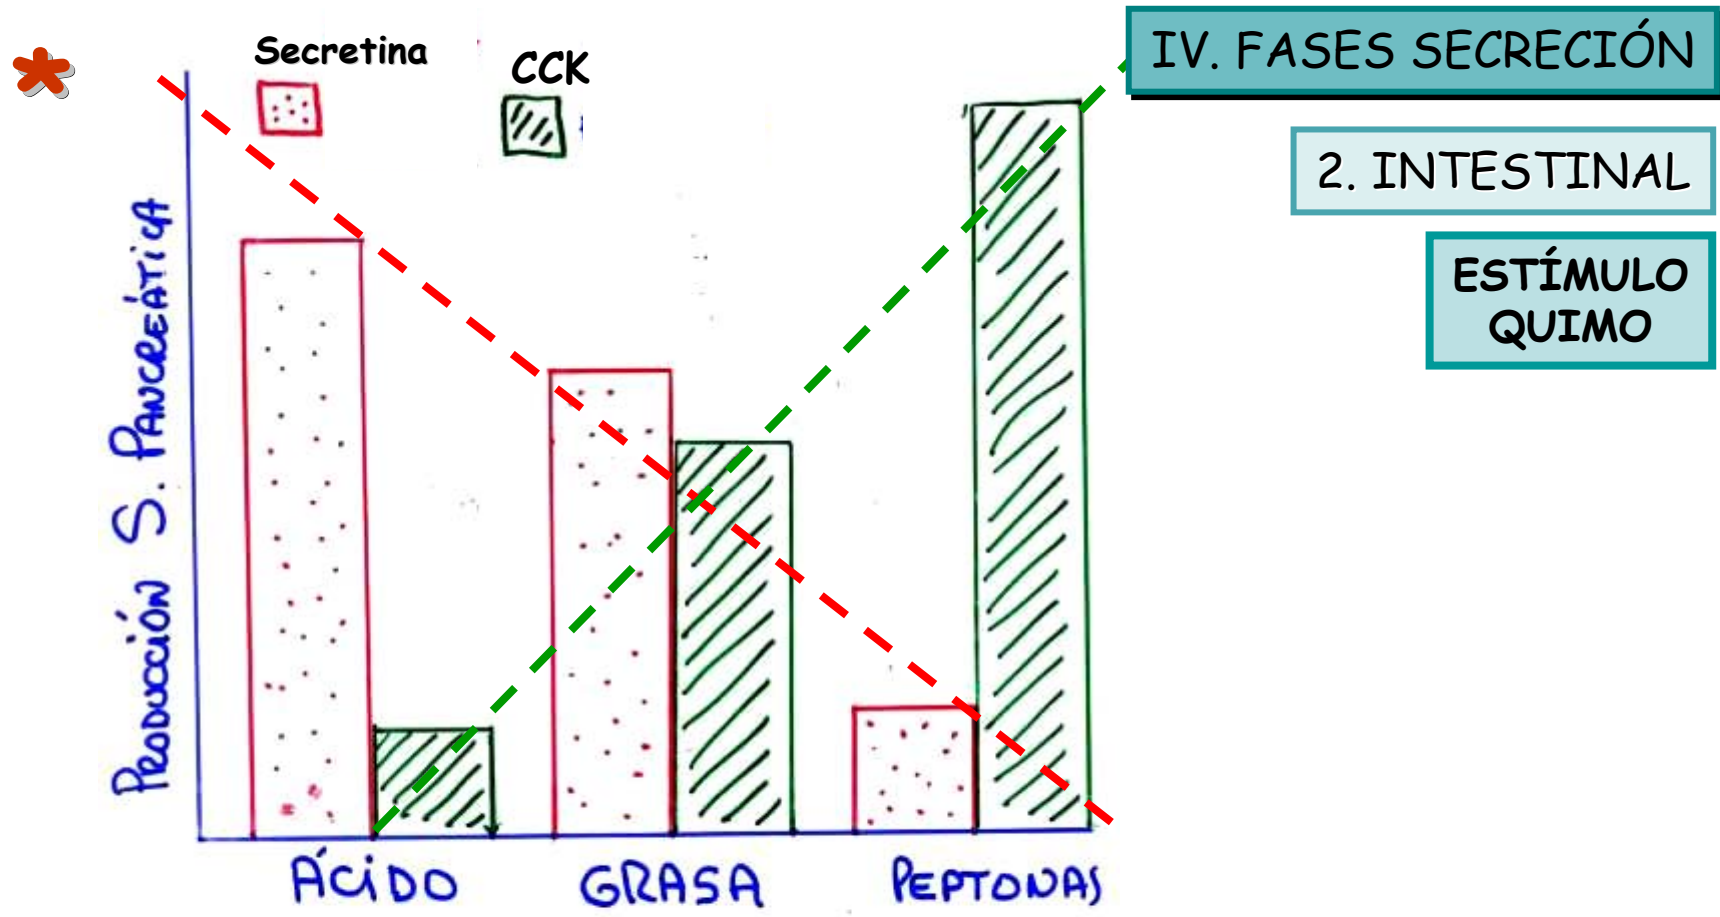 Secretina
CCK
IV. FASES SECRECIÓN
2. INTESTINAL
ESTÍMULO
QUIMO
PRODUCCIÓN S. PANCREÁTICA
ÁCIDO
GRASA
PEPTONAS